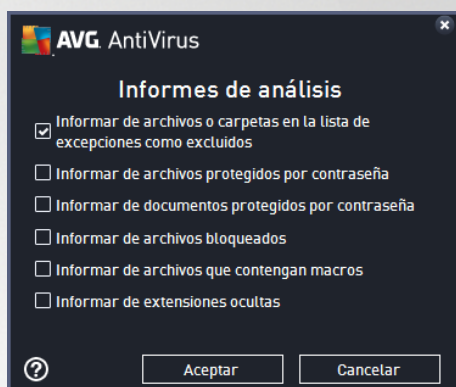 AVG. AntiVirus
Informes de análisis
Informar de archivos o carpetas en la lista de
excepciones como excluidos
Informar de archivos protegidos por contraseña
Informar de documentos protegidos por contraseña
Informar de archivos bloqueados
Informar de archivos que contengan macros
Informar de extensiones ocultas
?
Aceptar
Cancelar